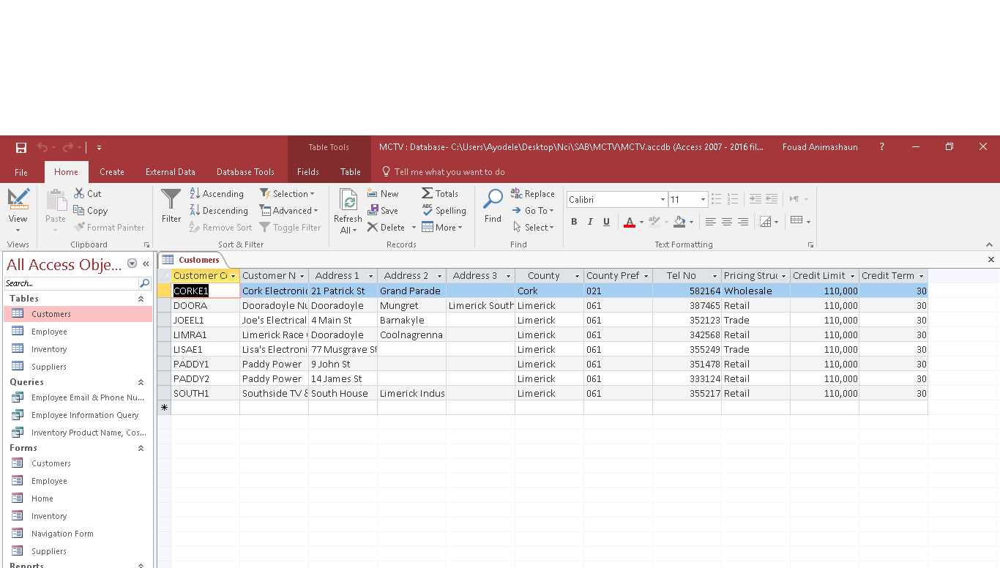 Table Tools MCTV : Database- C:\Users\Ayodele\Desktop\Nci\SAB\MCTV\MCTV.accdb (Access 2007 - 2016 fil... Fouad Animashaun ?
File Home Create External Data Database Tools Fields Table Tell me what you want to do
View Paste Cut Copy Format Painter
Filter Ascending Descending Remove Sort Selection Advanced Toggle Filter
Refresh All New Save Delete Totals Spelling More
Find Replace Go To Select
Calibri 11
B I U A
Views Clipboard Sort & Filter Records Find Text Formatting
All Access Obje...
Search...
Tables
Customers
Employee
Inventory
Suppliers
Queries
Employee Email & Phone Nu...
Employee Information Query
Inventory Product Name, Cos...
Forms
Customers
Employee
Home
Inventory
Navigation Form
Suppliers
Reports
Customers
Customer Co Customer N Address 1 Address 2 Address 3 County County Pref Tel No Pricing Struc Credit Limit Credit Term
CORKE1 Cork Electronic 21 Patrick St Grand Parade Cork 021 582164 Wholesale 110,000 30
DOORA Dooradoyle Nu Dooradoyle Mungret Limerick South Limerick 061 387465 Retail 110,000 30
JOEEL1 Joe's Electrical 4 Main St Barnakyle Limerick 061 352123 Trade 110,000 30
LIMRA1 Limerick Race Dooradoyle Coolnagrenna Limerick 061 342568 Retail 110,000 30
LISAE1 Lisa's Electroni 77 Musgrave St Limerick 061 355249 Trade 110,000 30
PADDY1 Paddy Power 9 John St Limerick 061 351478 Retail 110,000 30
PADDY2 Paddy Power 14 James St Limerick 061 333124 Retail 110,000 30
SOUTH1 Southside TV & South House Limerick Indus Limerick 061 355217 Retail 110,000 30